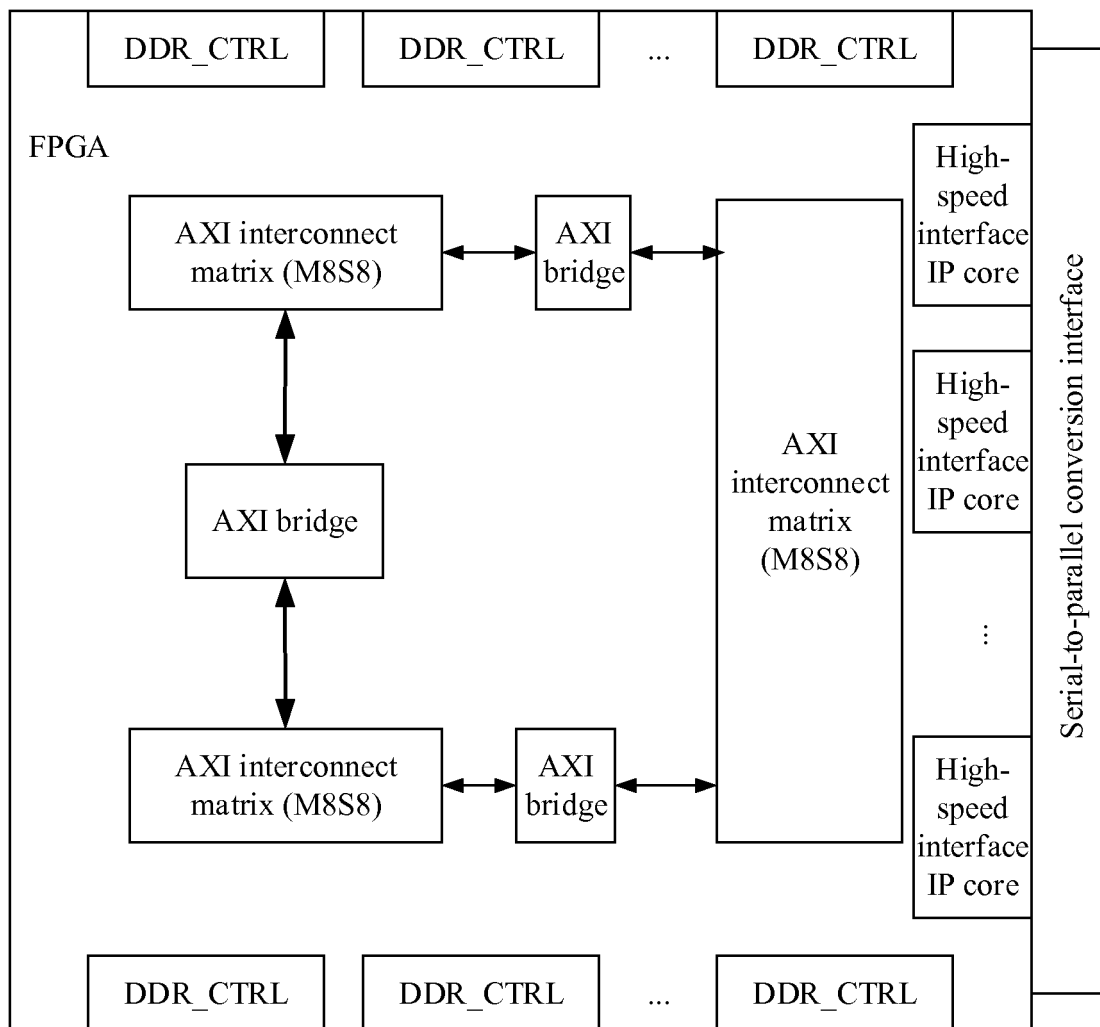 DDR_CTRL
DDR_CTRL
...
DDR_CTRL
FPGA
High-
speed
interface
IP core
AXI interconnect
matrix (M8S8)
AXI
bridge
High-
speed
interface
IP core
AXI
interconnect
matrix
(M8S8)
AXI bridge
...
Serial-to-parallel conversion interface
AXI interconnect
matrix (M8S8)
AXI
bridge
High-
speed
interface
IP core
DDR_CTRL
DDR_CTRL
...
DDR_CTRL